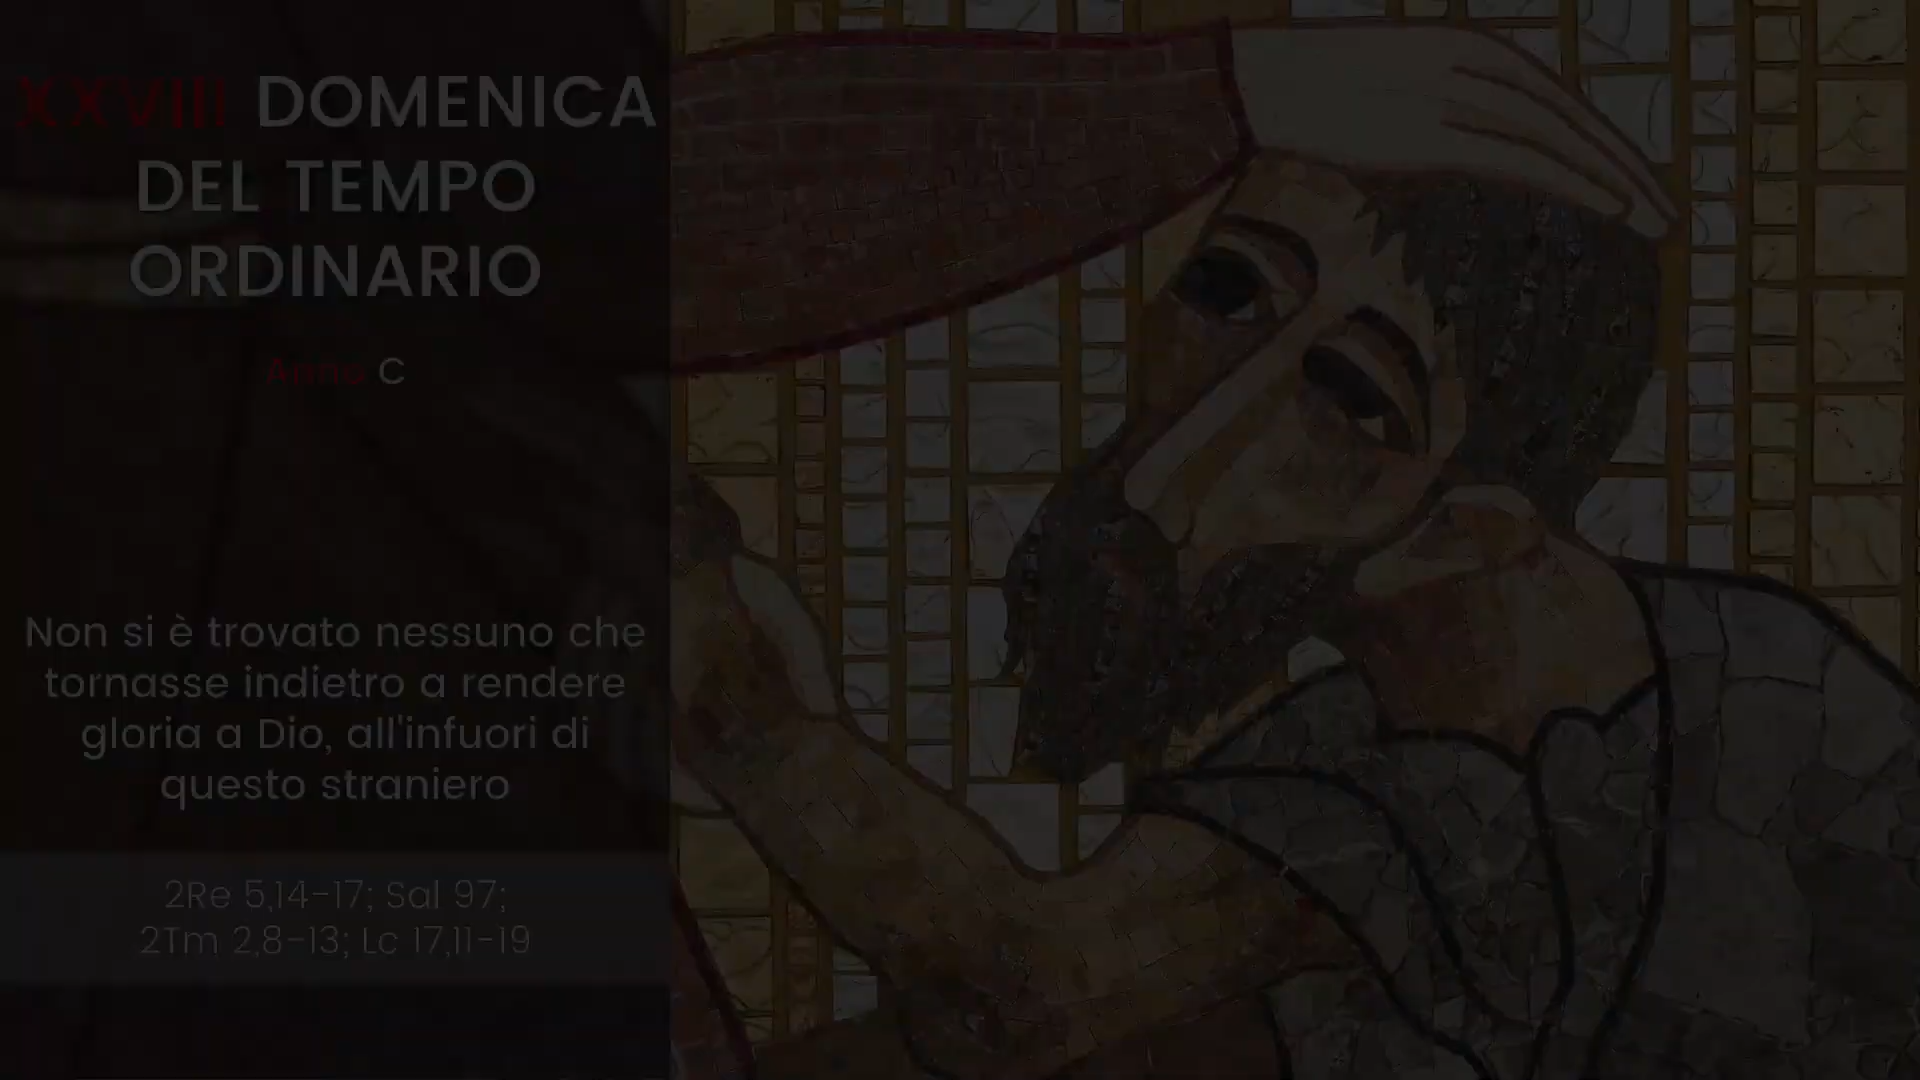 XXVIII DOMENICA
DEL TEMPO
ORDINARIO
Anno C
Non si è trovato nessuno che
tornasse indietro a rendere
gloria a Dio, all'infuori di
questo straniero
2Re 5,14-17; Sal 97;
2Tm 2,8-13; Lc 17,11-19